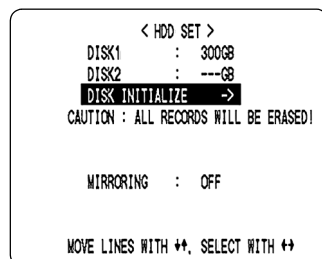 < HDD SET >
DISK1 : 300GB
DISK2 : ---GB
DISK INITIALIZE ->
CAUTION : ALL RECORDS WILL BE ERASED!
MIRRORING : OFF
MOVE LINES WITH ↓↑, SELECT WITH ←→